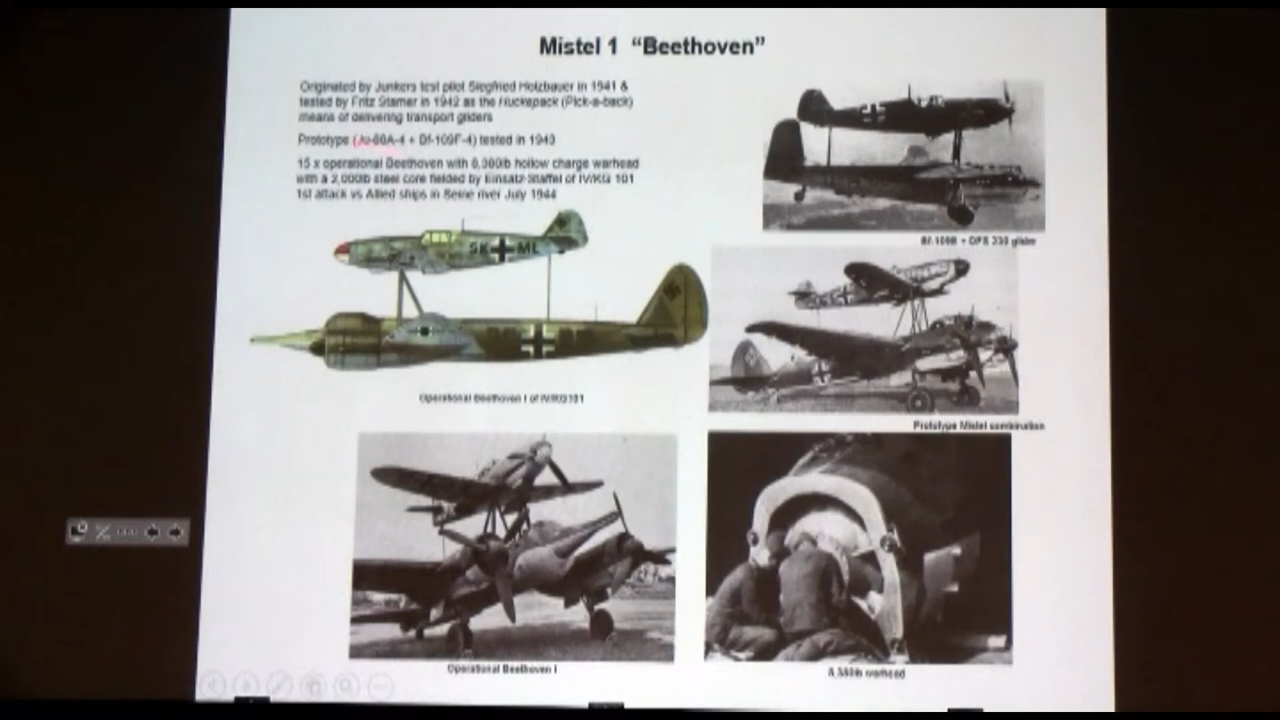 Mistel 1 “Beethoven”
Originated by Junkers test pilot Siegfried Holzbauer in 1941 &
tested by Fritz Stamer in 1942 as the Huckepack (Pick-a-back)
means of delivering transport gliders
Prototype (Ju-88A-4 + Bf-109F-4) tested in 1943
15 x operational Beethoven with 8,380lb hollow charge warhead
with a 2,000lb steel core fielded by Einsatz-Staffel of IV/KG 101
1st attack vs Allied ships in Seine river July 1944
Bf-109B + DFS 230 glider
SK ML
Operational Beethoven I of IV/KG101
Prototype Mistel combination
Operational Beethoven I
8,380lb warhead